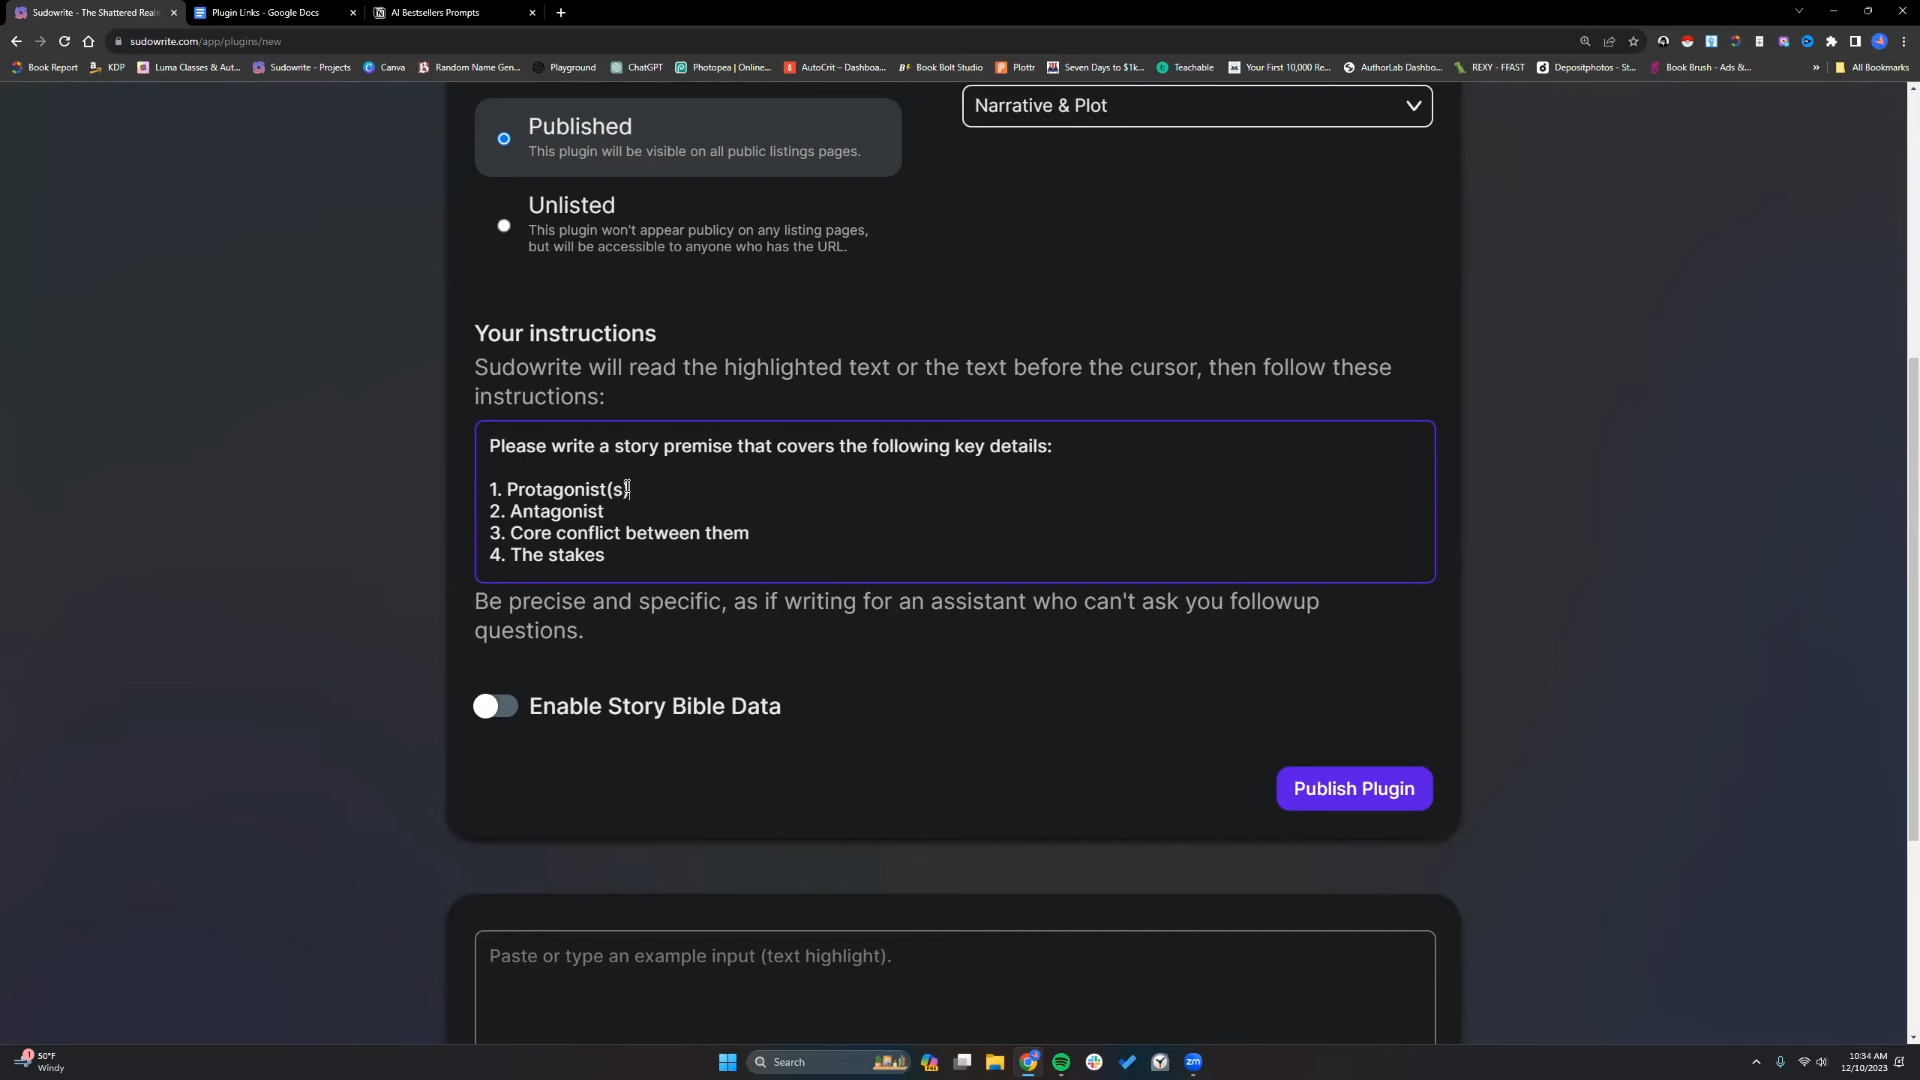 Sudowrite - The Shattered Real
Plugin Links - Google Docs
AI Bestsellers Prompts
sudowrite.com/app/plugins/new
Book Report
KDP
Luma Classes & Aut...
Sudowrite - Projects
Canva
Random Name Gen...
Playground
ChatGPT
Photopea | Online...
AutoCrit – Dashboa...
Book Bolt Studio
Plottr
Seven Days to $1k...
Teachable
Your First 10,000 Re...
AuthorLab Dashbo...
REXY - FFAST
Depositphotos - St...
Book Brush - Ads &...
»
All Bookmarks
Published
This plugin will be visible on all public listings pages.
Narrative & Plot
Unlisted
This plugin won't appear publicy on any listing pages,
but will be accessible to anyone who has the URL.
Your instructions
Sudowrite will read the highlighted text or the text before the cursor, then follow these
instructions:
Please write a story premise that covers the following key details:
1. Protagonist(s)
2. Antagonist
3. Core conflict between them
4. The stakes
Be precise and specific, as if writing for an assistant who can't ask you followup
questions.
Enable Story Bible Data
Publish Plugin
Paste or type an example input (text highlight).
1
50°F
Windy
Search
zm
10:34 AM
12/10/2023